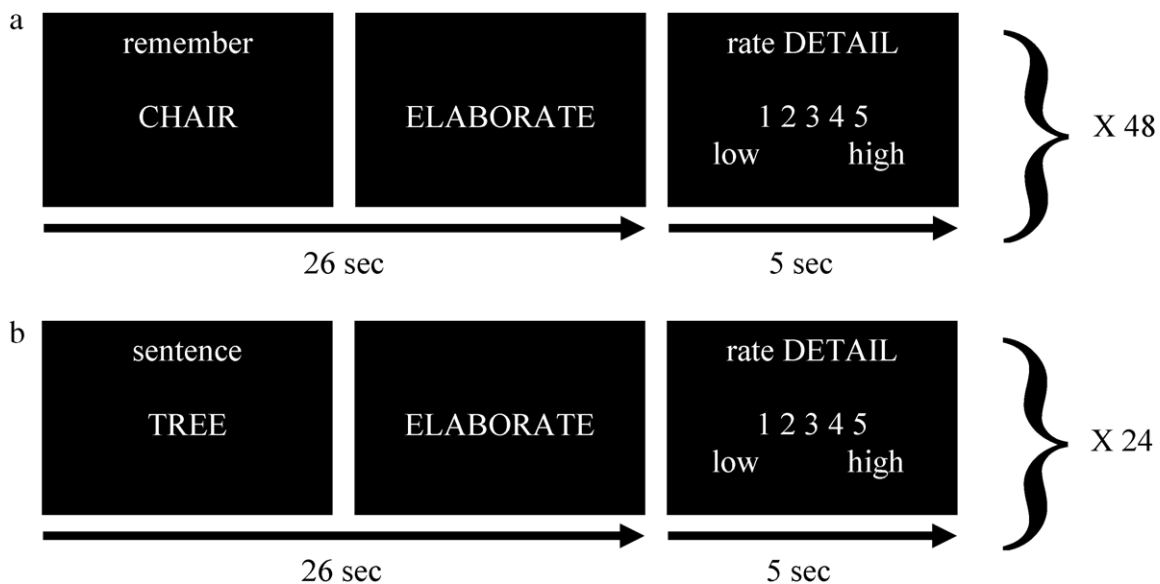 a
remember
CHAIR
ELABORATE
rate DETAIL
1 2 3 4 5
low high
X 48
26 sec
5 sec
b
sentence
TREE
ELABORATE
rate DETAIL
1 2 3 4 5
low high
X 24
26 sec
5 sec